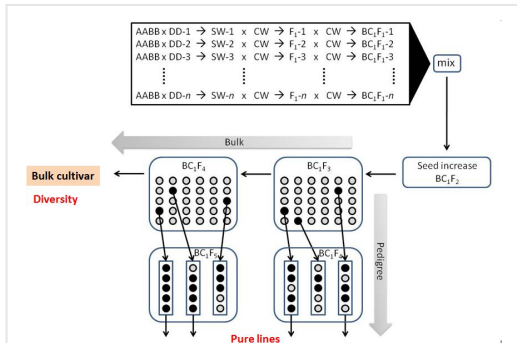 AABB x DD-1 → SW-1 x CW → F₁-1 x CW → BC₁F₁-1
AABB x DD-2 → SW-2 x CW → F₁-2 x CW → BC₁F₁-2
AABB x DD-3 → SW-3 x CW → F₁-3 x CW → BC₁F₁-3
AABB x DD-n → SW-n x CW → F₁-n x CW → BC₁F₁-n
mix
Bulk
Seed increase
BC₁F₂
BC₁F₃
BC₁F₄
Bulk cultivar
Diversity
Pedigree
BC₁F₅
BC₁F₄
Pure lines